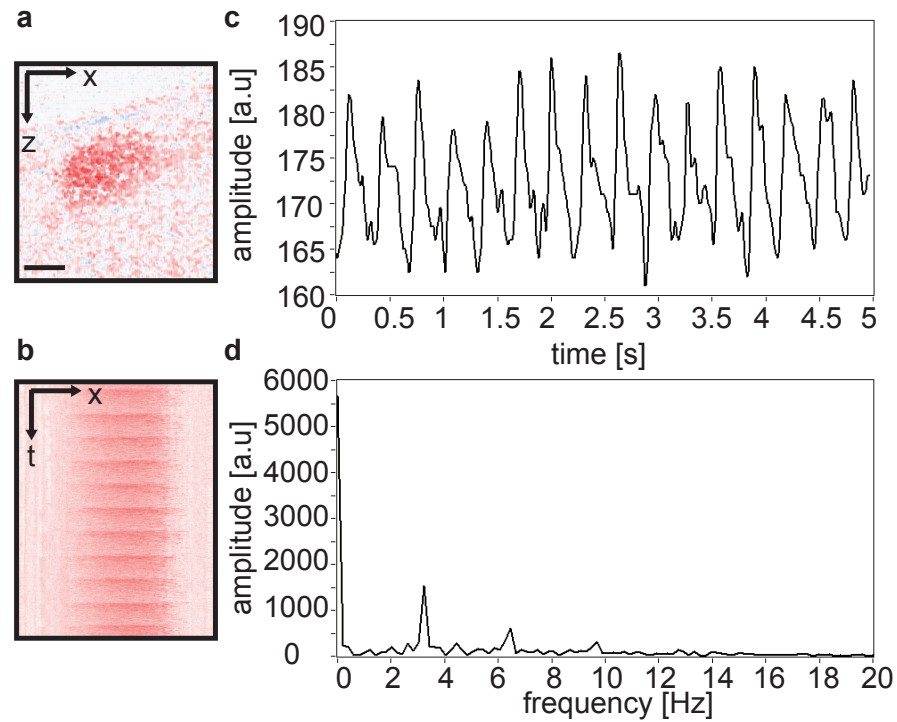 a
x
z
b
x
t
c
amplitude [a.u]
190
185
180
175
170
165
160
0 0.5 1 1.5 2 2.5 3 3.5 4 4.5 5
time [s]
d
amplitude [a.u]
6000
5000
4000
3000
2000
1000
0
0 2 4 6 8 10 12 14 16 18 20
frequency [Hz]